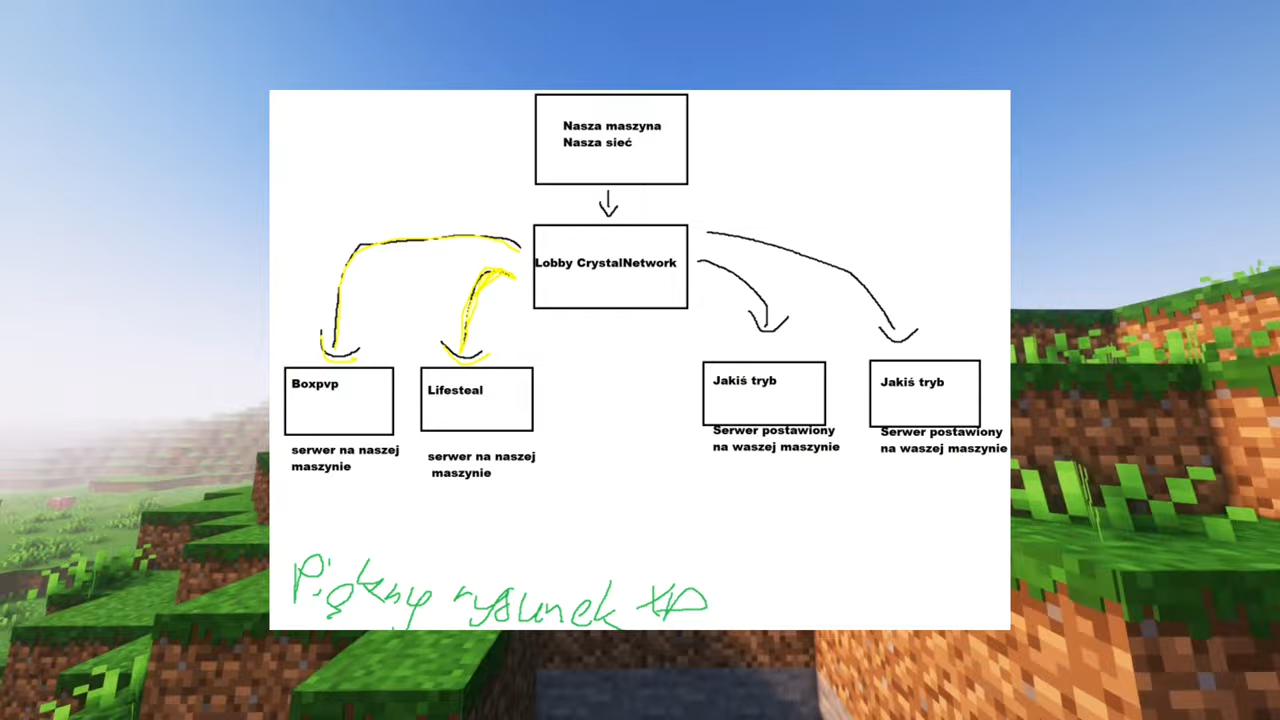 Nasza maszyna
Nasza sieć
Lobby CrystalNetwork
Boxpvp
serwer na naszej
maszynie
Lifesteal
serwer na naszej
maszynie
Jakiś tryb
Serwer postawiony
na waszej maszynie
Jakiś tryb
Serwer postawiony
na waszej maszynie
Piękny rysunek XD